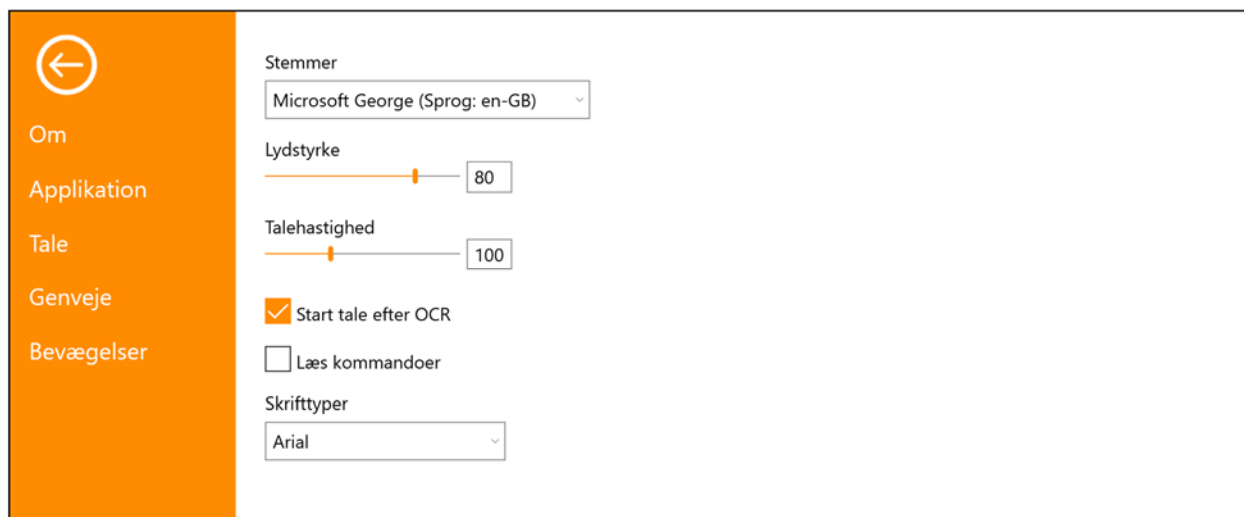 Om
Applikation
Tale
Genveje
Bevægelser
Stemmer
Microsoft George (Sprog: en-GB)
Lydstyrke
80
Talehastighed
100
Start tale efter OCR
Læs kommandoer
Skrifttyper
Arial